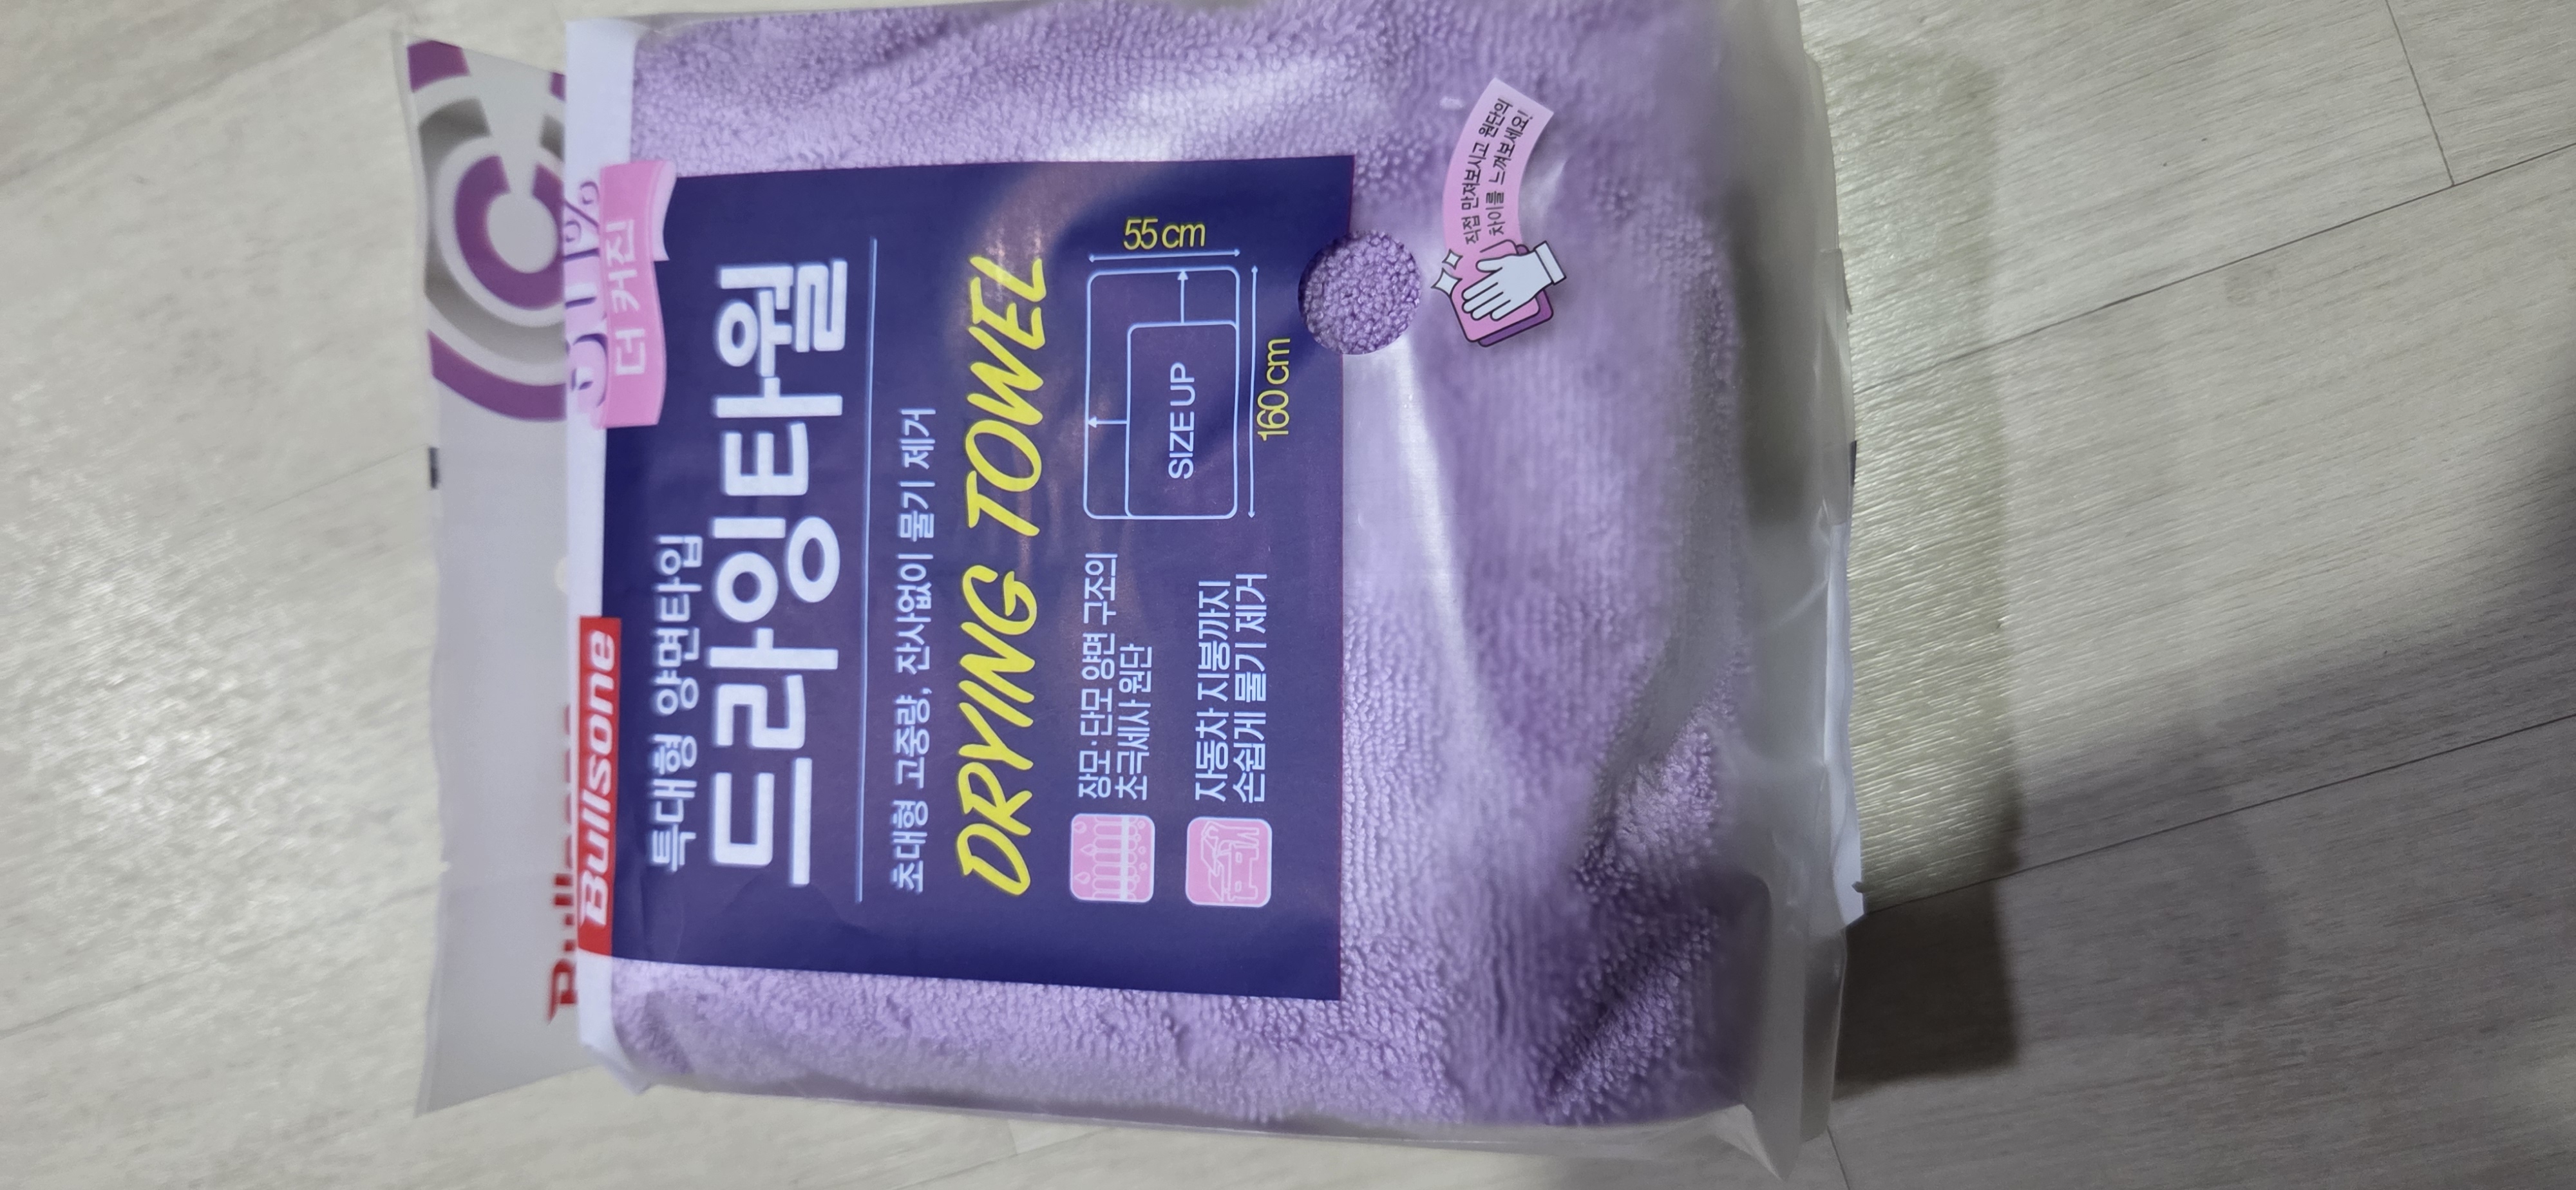 Bullsone
더 커진
특대형 양면타입
드라잉타월
초대형 고중량, 잔사없이 물기 제거
DRYING TOWEL
장모·단모 양면 구조의
초극세사 원단
자동차 지붕까지
손쉽게 물기 제거
SIZE UP
55cm
160cm
직접 만져보시고 원단의
차이를 느껴보세요!